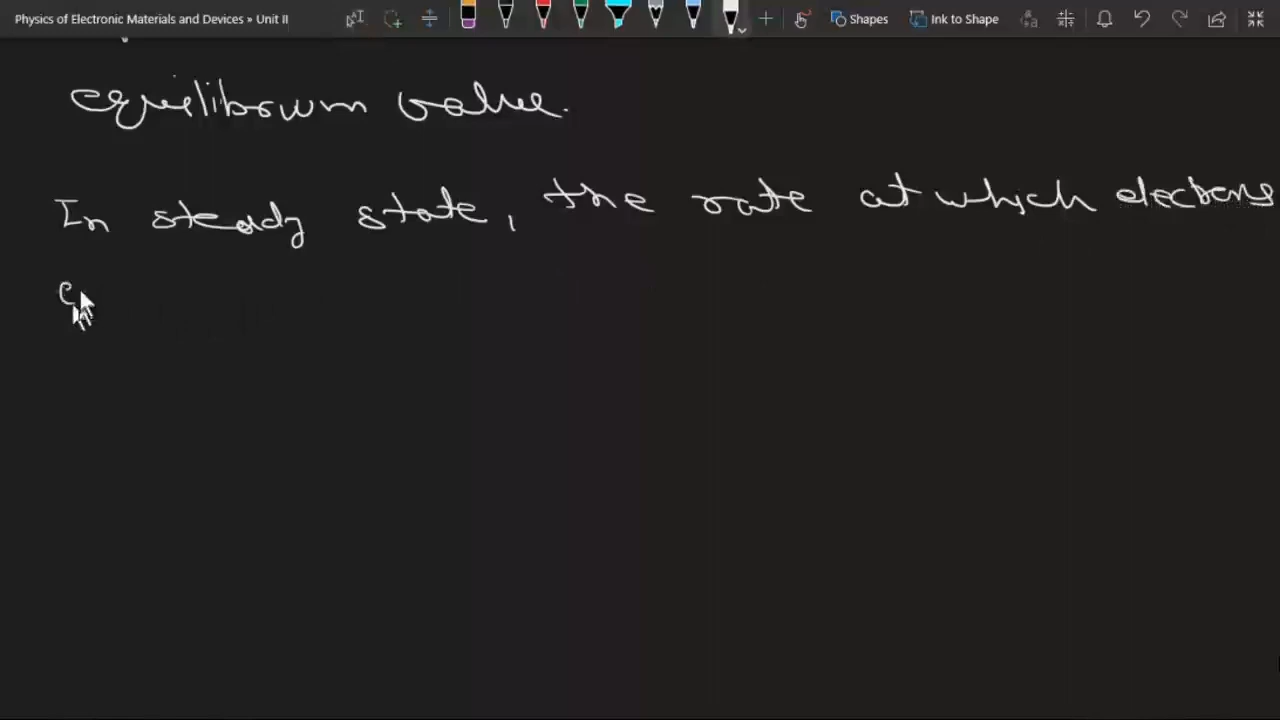 Physics of Electronic Materials and Devices » Unit II
Shapes
Ink to Shape
equilibrium value.
In steady state, the rate at which electrons
e